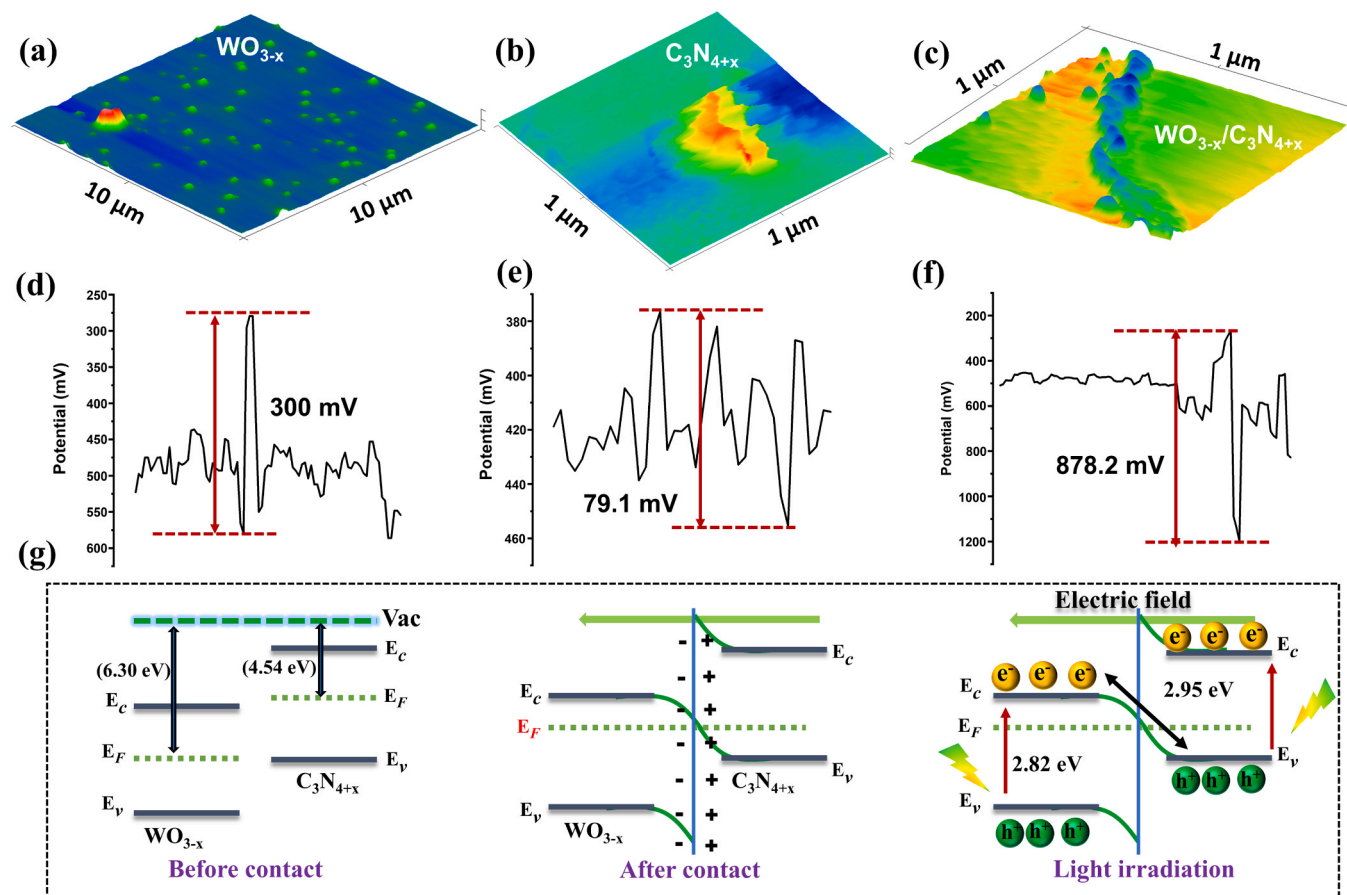 (a)
WO3-x
10 μm
10 μm
(b)
C3N4+x
1 μm
1 μm
(c)
1 μm
1 μm
WO3-x/C3N4+x
(d)
Potential (mV)
250
300
350
400
450
500
550
600
300 mV
(e)
Potential (mV)
380
400
420
440
460
79.1 mV
(f)
Potential (mV)
200
400
600
800
1000
1200
878.2 mV
(g)
Vac
(6.30 eV)
(4.54 eV)
Ec
EF
Ev
WO3-x
Ec
EF
Ev
C3N4+x
Before contact
Ec
EF
Ev
WO3-x
- - - - - - -
+ + + + + + +
Ec
Ev
C3N4+x
After contact
Electric field
e- e- e-
Ec
2.95 eV
Ev
h+ h+ h+
e- e- e-
Ec
EF
2.82 eV
Ev
h+ h+ h+
Light irradiation